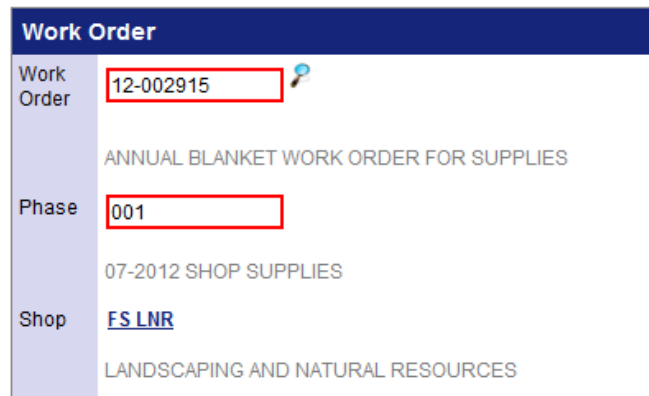 Work Order
Work
Order
12-002915
ANNUAL BLANKET WORK ORDER FOR SUPPLIES
Phase
001
07-2012 SHOP SUPPLIES
Shop
FS LNR
LANDSCAPING AND NATURAL RESOURCES